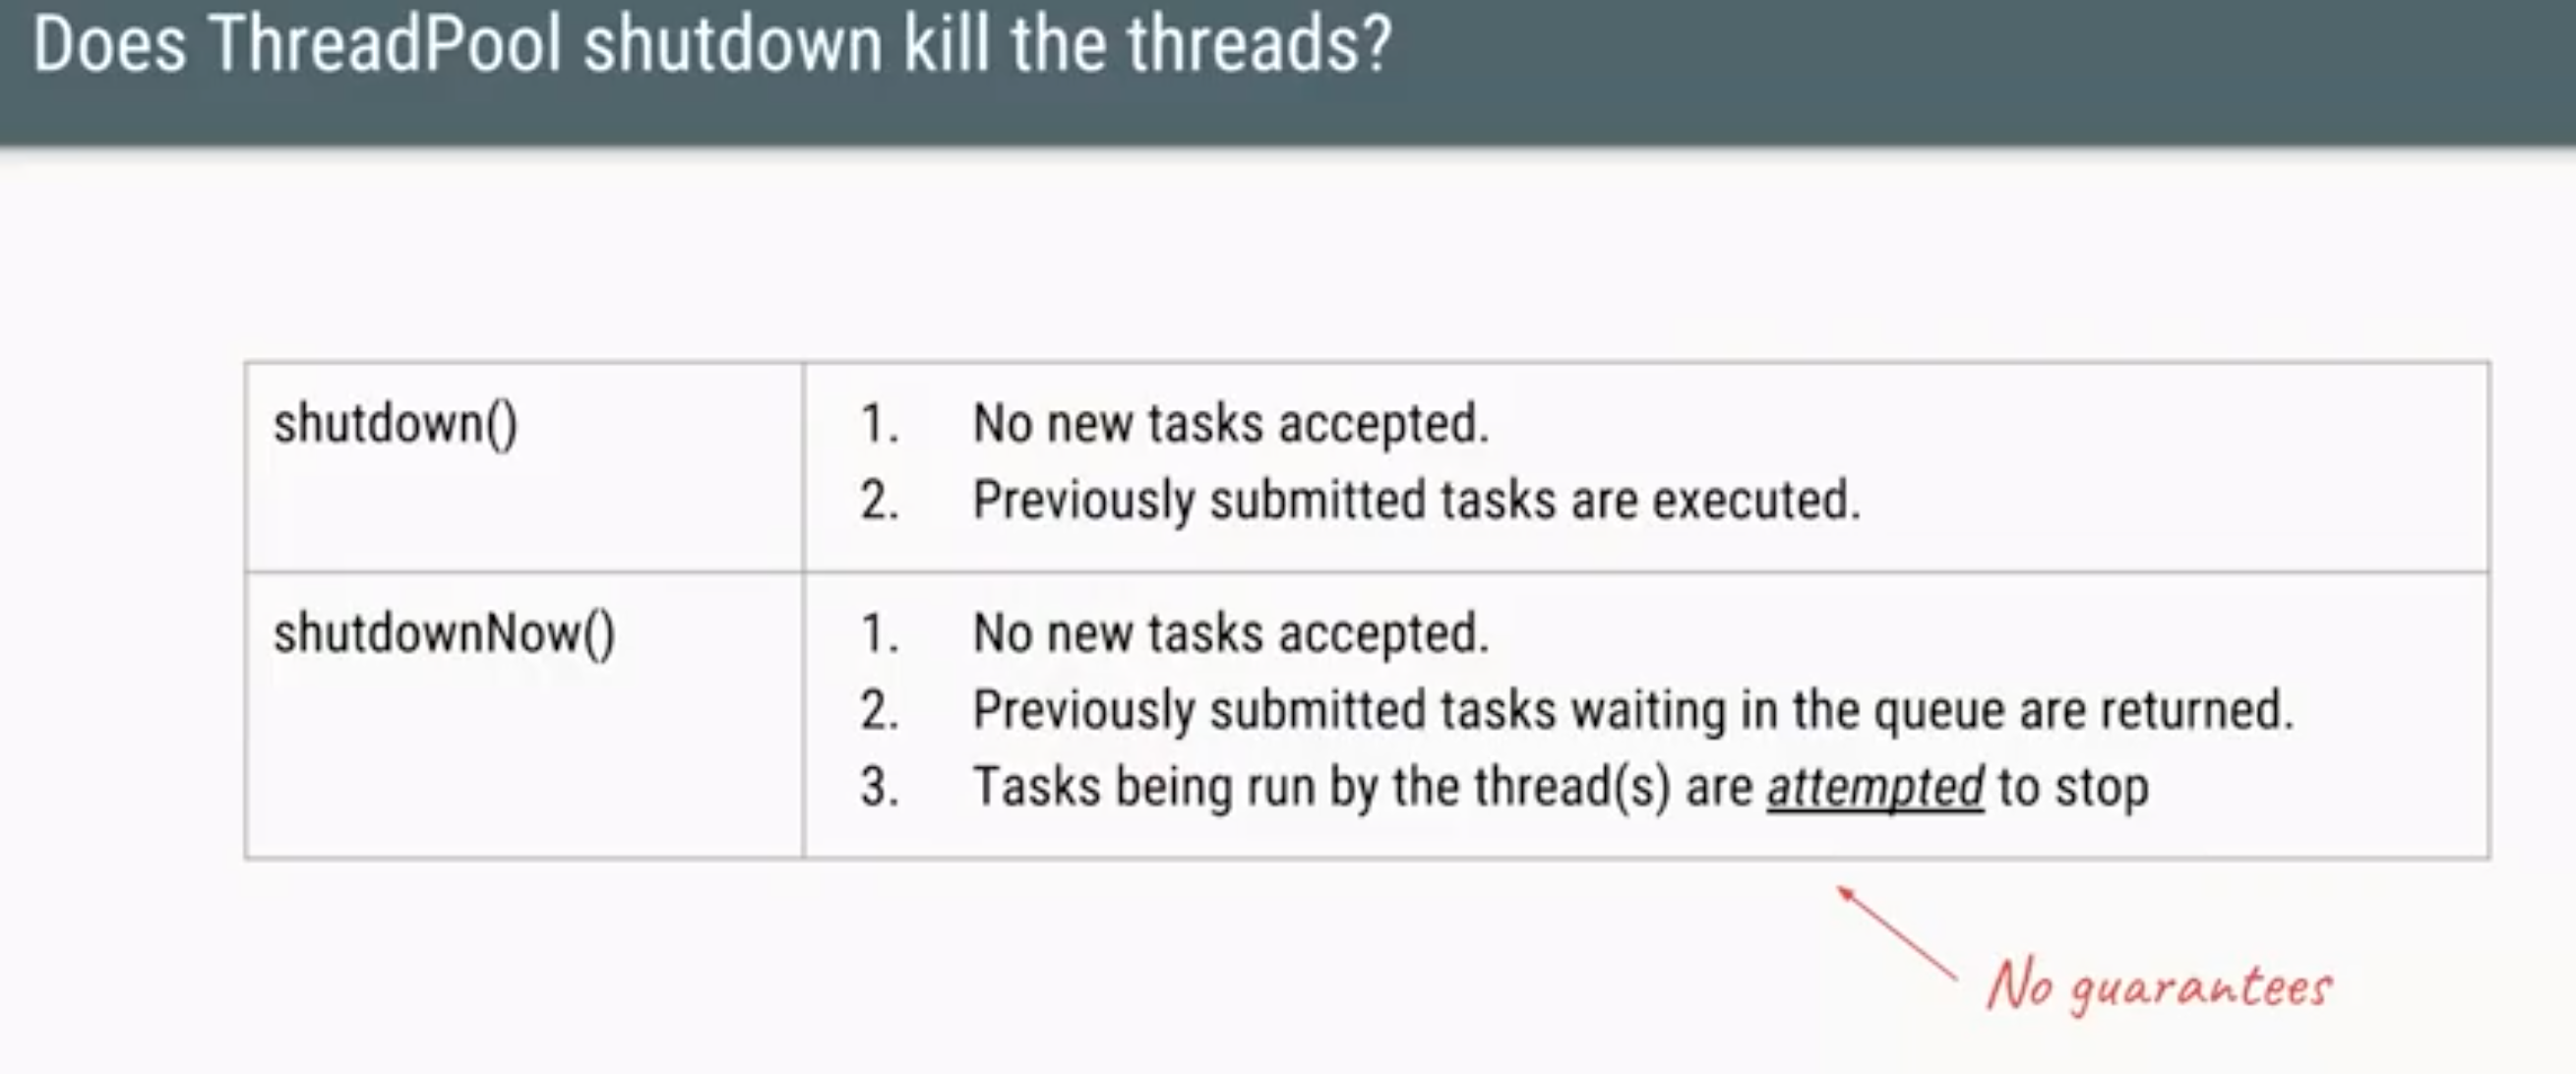 Does ThreadPool shutdown kill the threads?
shutdown()
1. No new tasks accepted.
2. Previously submitted tasks are executed.
shutdownNow()
1. No new tasks accepted.
2. Previously submitted tasks waiting in the queue are returned.
3. Tasks being run by the thread(s) are attempted to stop
No guarantees